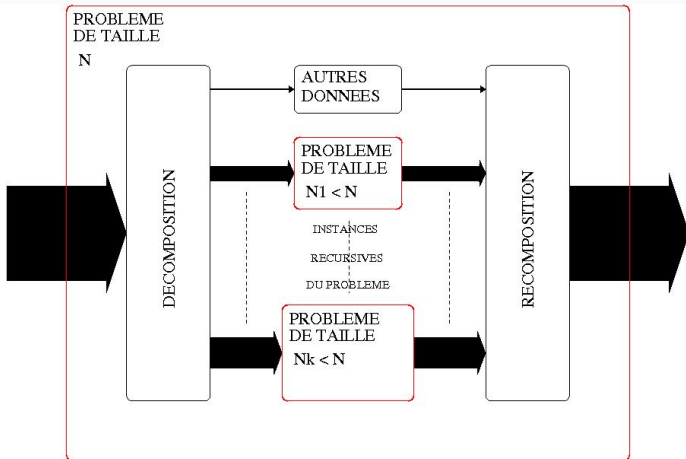 PROBLEME
DE TAILLE
N
DECOMPOSITION
AUTRES
DONNEES
PROBLEME
DE TAILLE
N1 < N
INSTANCES
RECURSIVES
DU PROBLEME
PROBLEME
DE TAILLE
Nk < N
RECOMPOSITION